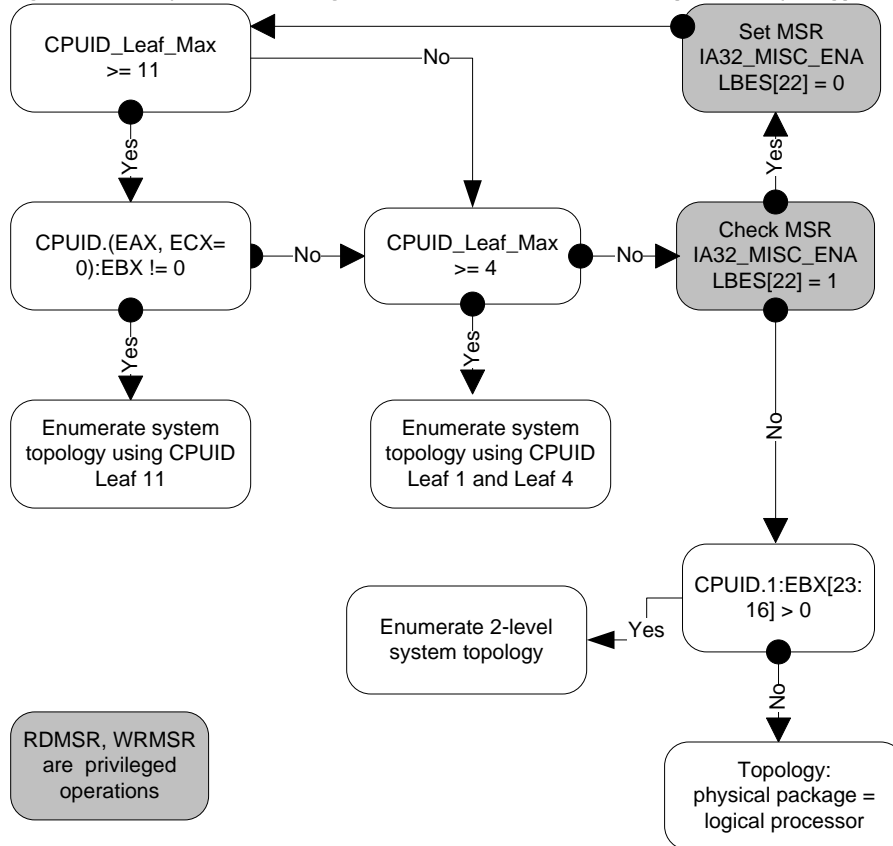 CPUID_Leaf_Max
>= 11
No
Set MSR
IA32_MISC_ENA
LBES[22] = 0
Yes
Yes
CPUID.(EAX, ECX=
0):EBX != 0
No
CPUID_Leaf_Max
>= 4
No
Check MSR
IA32_MISC_ENA
LBES[22] = 1
Yes
Yes
No
Enumerate system
topology using CPUID
Leaf 11
Enumerate system
topology using CPUID
Leaf 1 and Leaf 4
CPUID.1:EBX[23:
16] > 0
Yes
Enumerate 2-level
system topology
No
RDMSR, WRMSR
are privileged
operations
Topology:
physical package =
logical processor